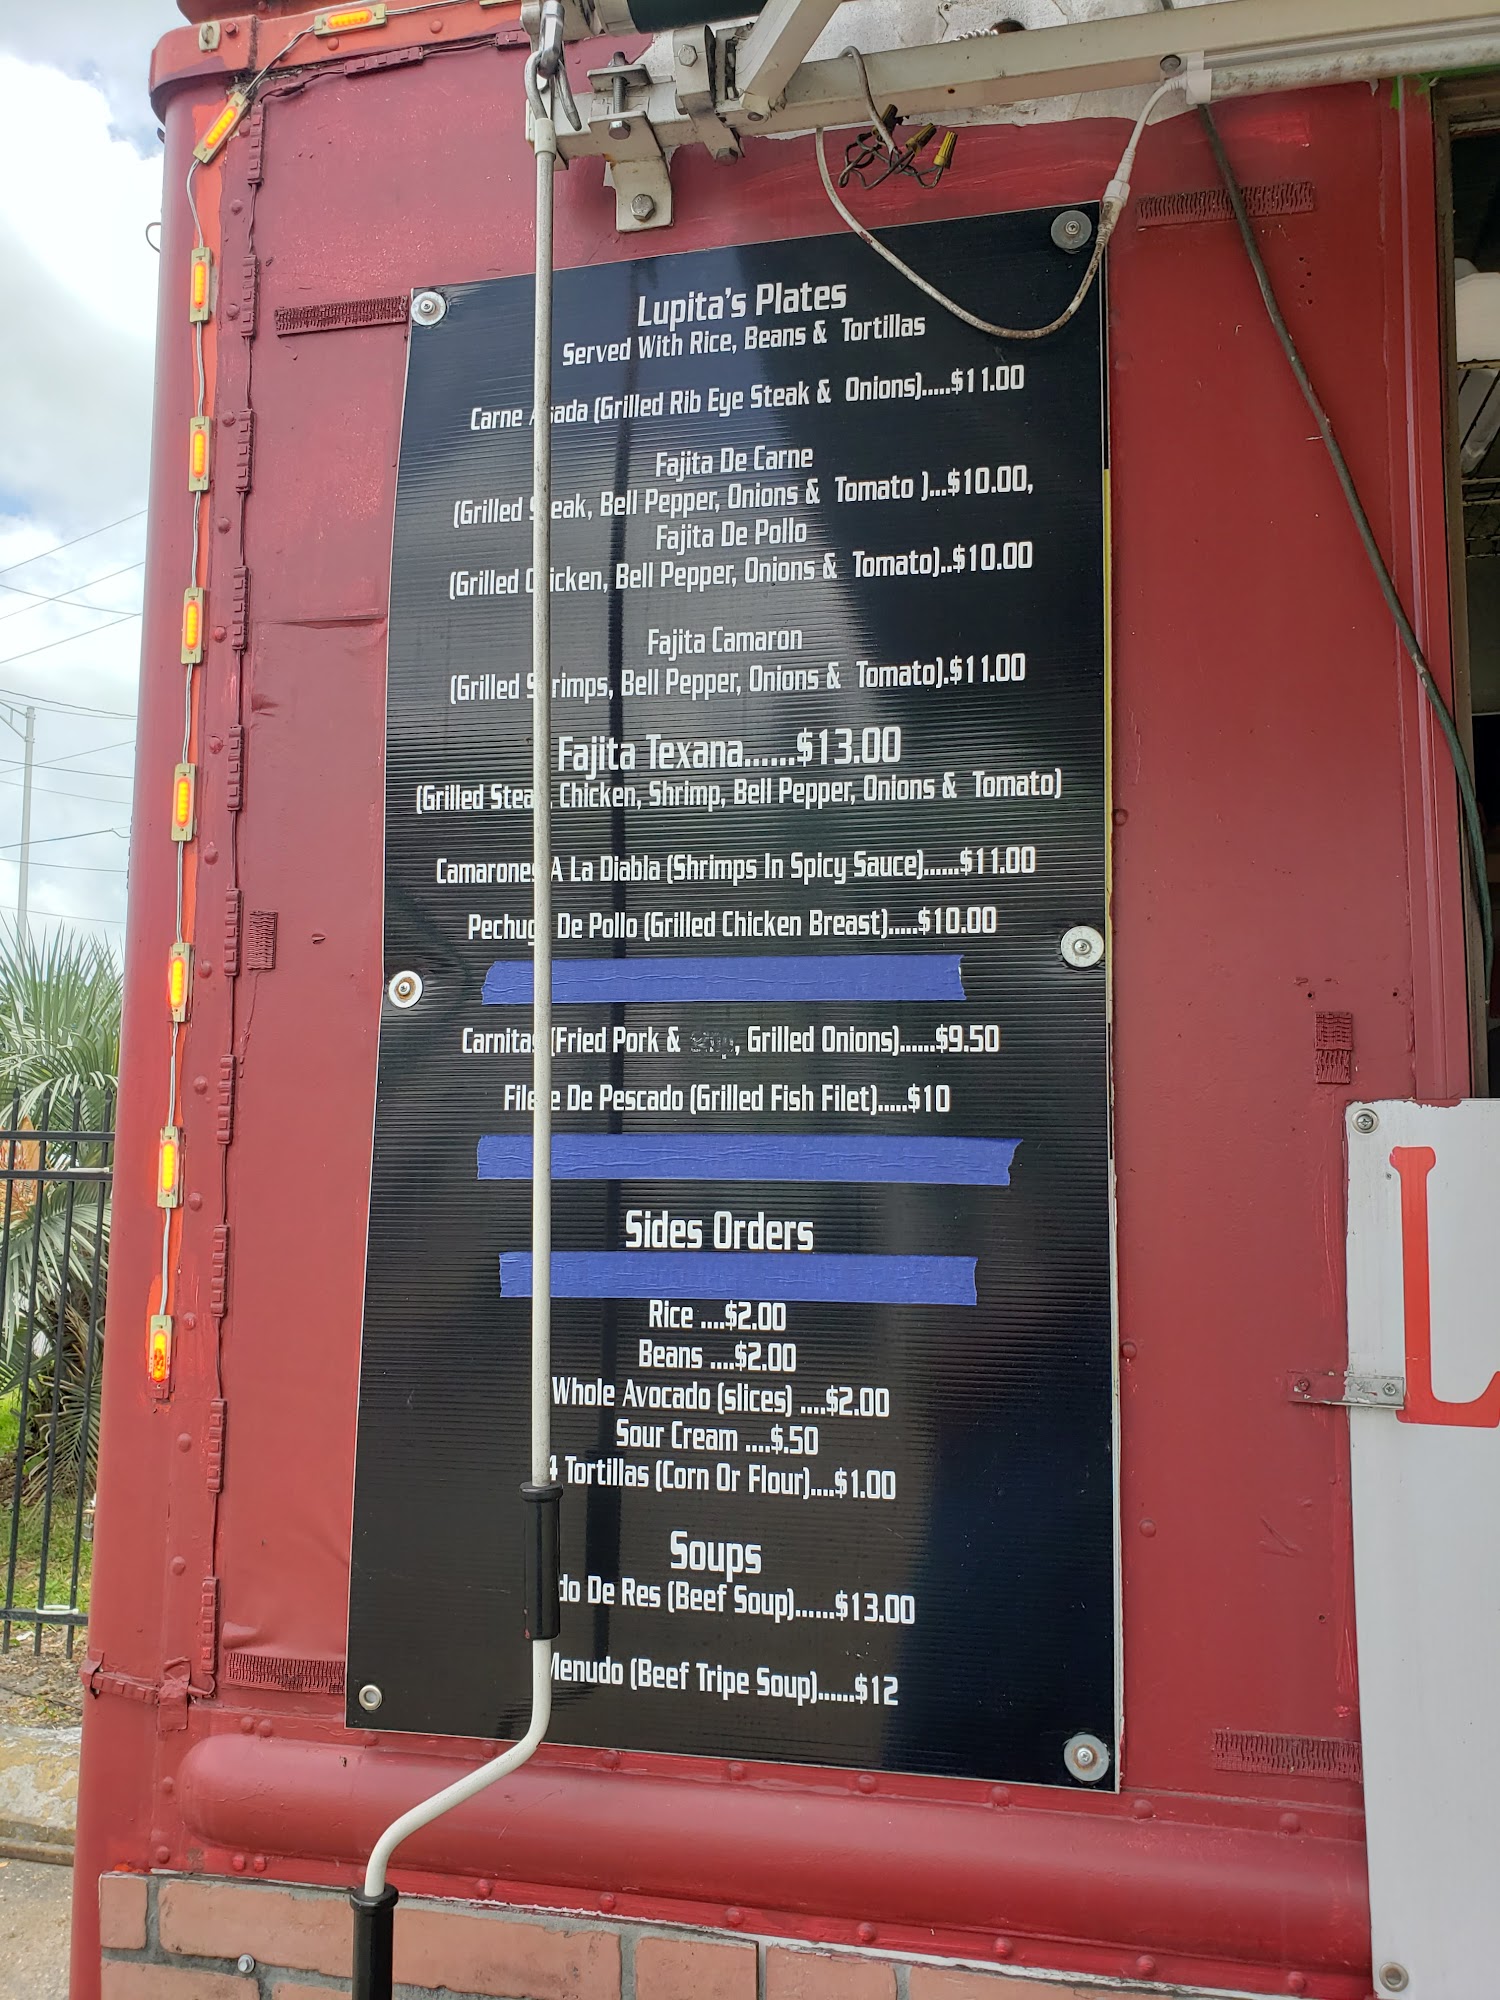 Lupita's Plates
Served With Rice, Beans & Tortillas
Carne Asada (Grilled Rib Eye Steak & Onions).....$11.00
Fajita De Carne
(Grilled Steak, Bell Pepper, Onions & Tomato )...$10.00,
Fajita De Pollo
(Grilled Chicken, Bell Pepper, Onions & Tomato)..$10.00
Fajita Camaron
(Grilled Shrimps, Bell Pepper, Onions & Tomato).$11.00
Fajita Texana......$13.00
(Grilled Steak, Chicken, Shrimp, Bell Pepper, Onions & Tomato)
Camarones A La Diabla (Shrimps In Spicy Sauce)......$11.00
Pechuga De Pollo (Grilled Chicken Breast).....$10.00
Carnitas (Fried Pork & , Grilled Onions)......$9.50
Filete De Pescado (Grilled Fish Filet).....$10
Sides Orders
Rice ....$2.00
Beans ....$2.00
Whole Avocado (slices) ....$2.00
Sour Cream ....$.50
4 Tortillas (Corn Or Flour)....$1.00
Soups
De Res (Beef Soup)......$13.00
Menudo (Beef Tripe Soup)......$12
L